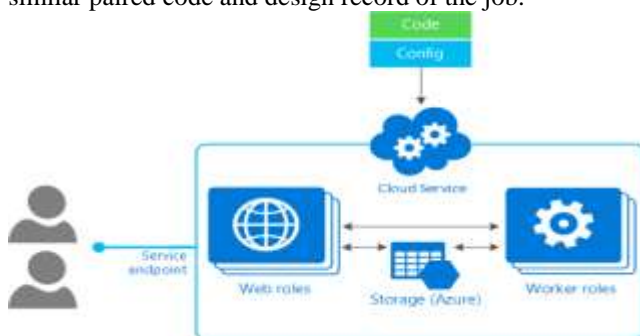 similar paired code and design record of the job.
Code
Config
Cloud Service
Service
endpoint
Web roles
Storage (Azure)
Worker roles